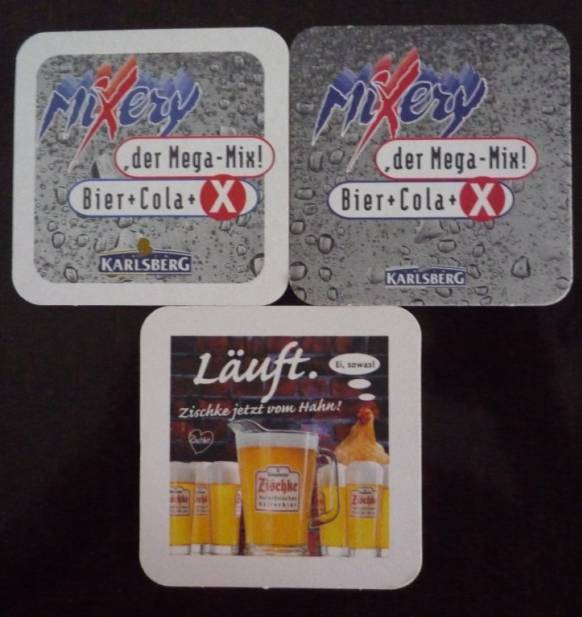 Mixery
,der Mega-Mix!
Bier+Cola+X
KARLSBERG
Mixery
,der Mega-Mix!
Bier+Cola+X
KARLSBERG
Läuft.
Ei, sowas!
Zischke jetzt vom Hahn!
Zischke
Zischke
Zischke